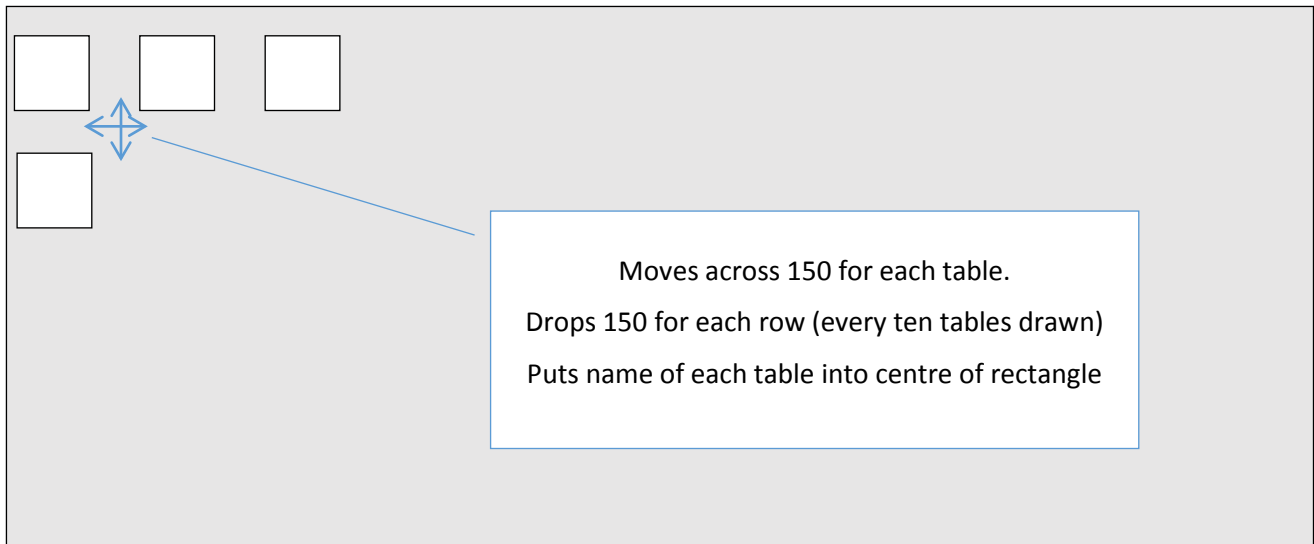 Moves across 150 for each table.
Drops 150 for each row (every ten tables drawn)
Puts name of each table into centre of rectangle